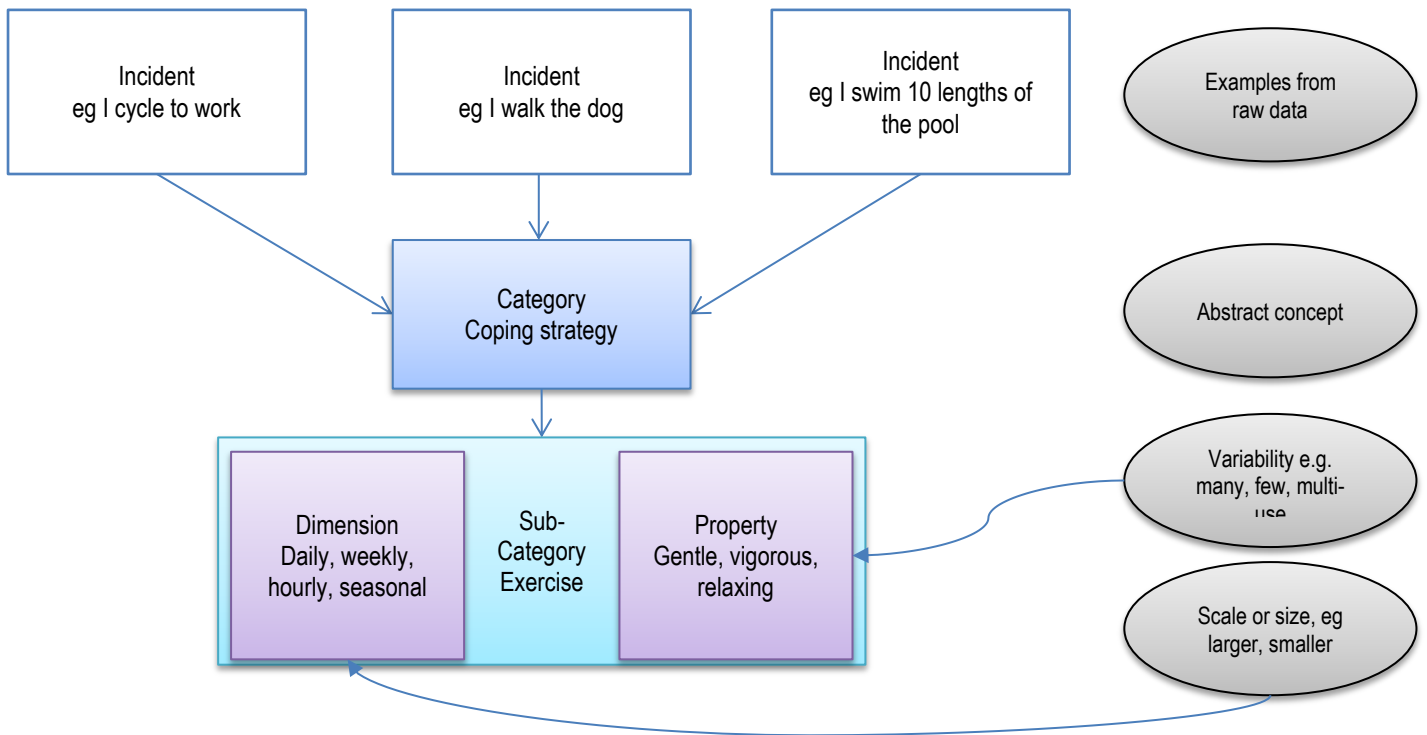 Incident
eg I cycle to work
Incident
eg I walk the dog
Incident
eg I swim 10 lengths of
the pool
Examples from
raw data
Category
Coping strategy
Abstract concept
Dimension
Daily, weekly,
hourly, seasonal
Sub-
Category
Exercise
Property
Gentle, vigorous,
relaxing
Variability e.g.
many, few, multi-
use
Scale or size, eg
larger, smaller